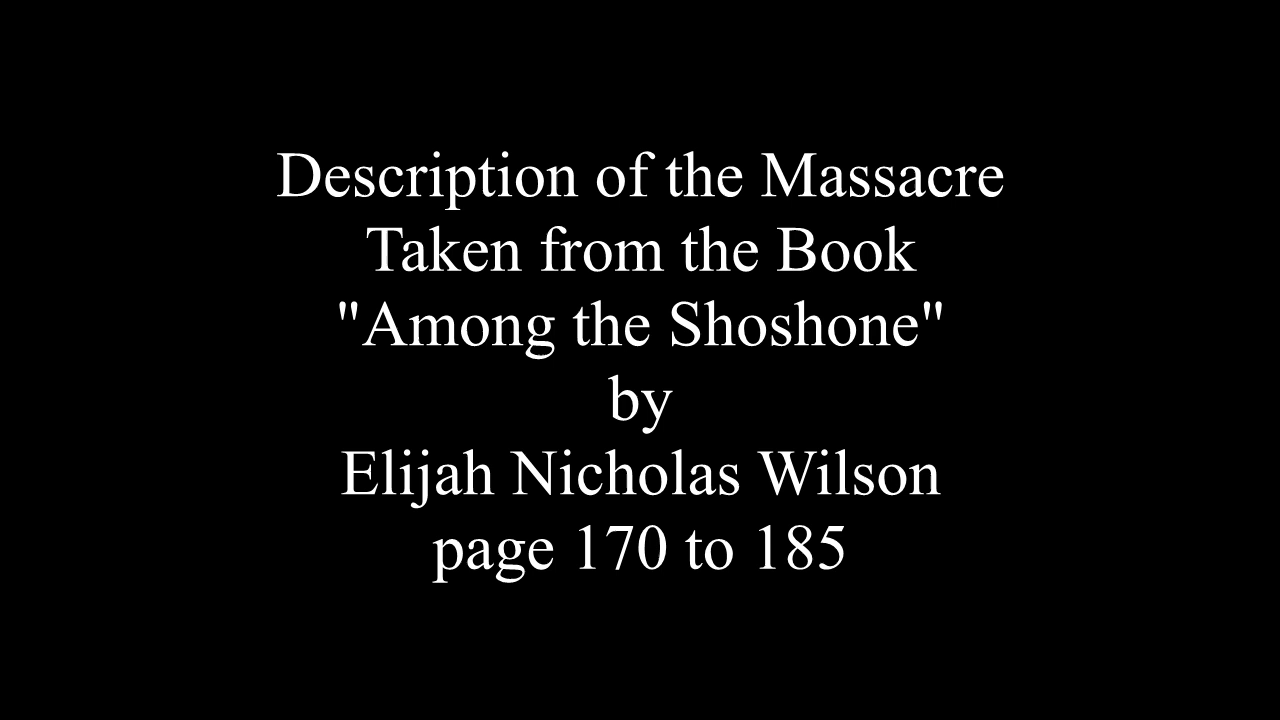 Description of the Massacre
Taken from the Book
"Among the Shoshone"
by
Elijah Nicholas Wilson
page 170 to 185